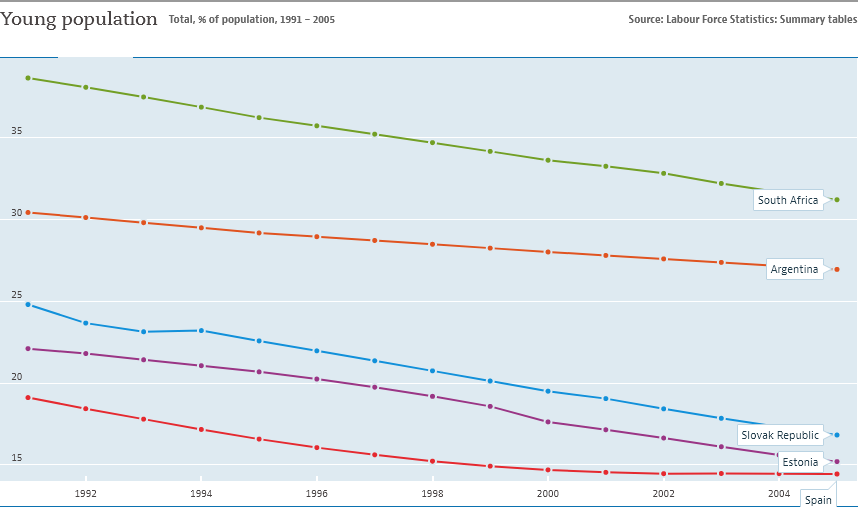 Young population Total, % of population, 1991 – 2005 Source: Labour Force Statistics: Summary tables
35
South Africa
30
Argentina
25
20
Slovak Republic
15
Estonia
1992 1994 1996 1998 2000 2002 2004
Spain